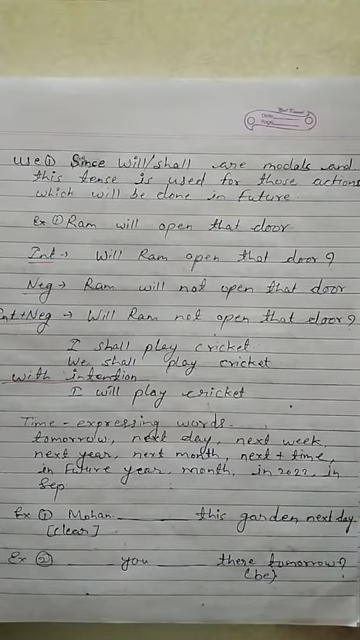 Date
Page
Use ① Since Will/shall are modals and
this tense is used for those actions
which will be done in future.
Ex ① Ram will open that door
Int → Will Ram open that door?
Neg → Ram will not open that door
Int+Neg → Will Ram not open that door?
I shall play cricket.
We shall play cricket
with intention
I will play cricket
Time-expressing words.
tomorrow, next day, next week,
next year, next month, next + time,
in future year, month, in 2022, in
Sep
Ex ① Mohan ______ this garden next day.
[clear]
Ex ② ______ you ______ there tomorrow?
(be)